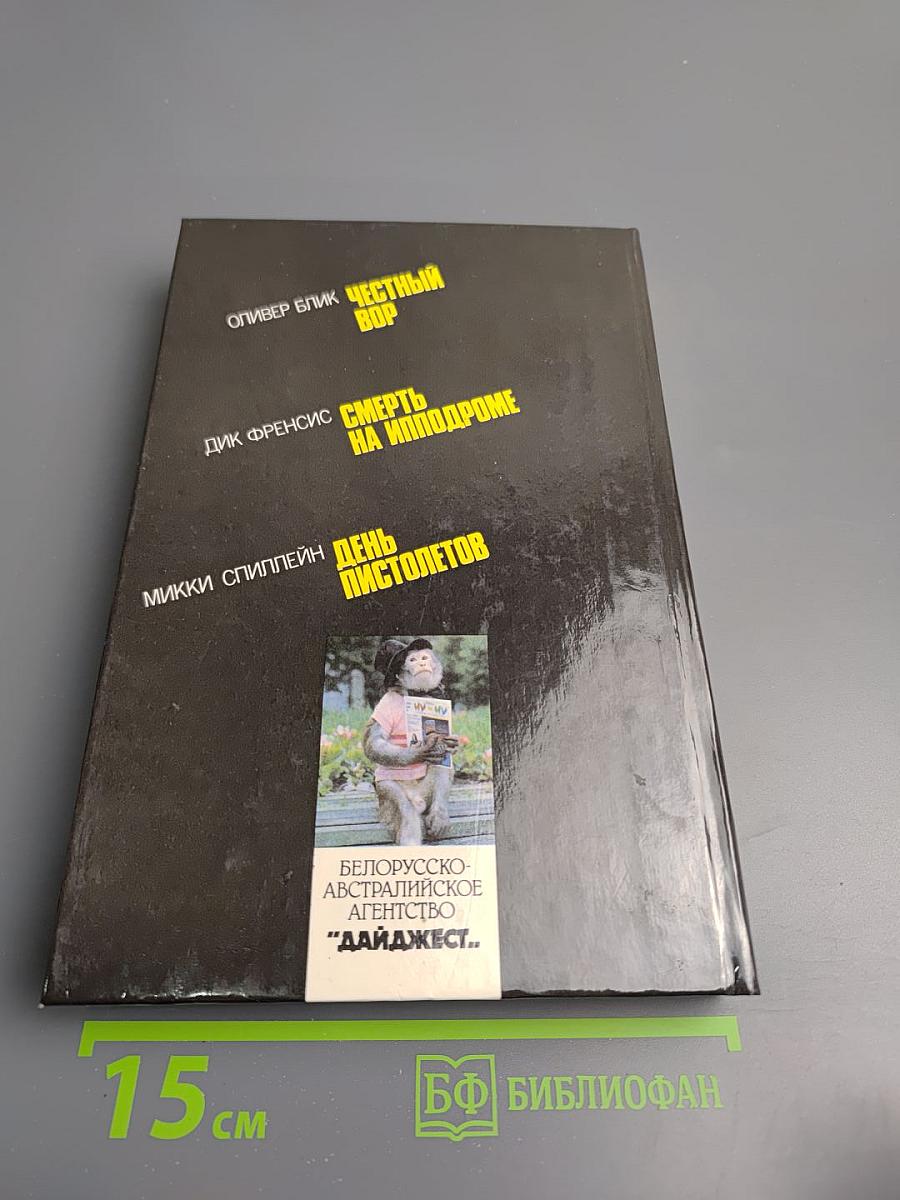 ОЛИВЕР БЛИК ЧЕСТНЫЙ
ВОР
ДИК ФРЕНСИС СМЕРТЬ
НА ИППОДРОМЕ
МИККИ СПИЛЛЕЙН ДЕНЬ
ПИСТОЛЕТОВ
БЕЛОРУССКО-
АВСТРАЛИЙСКОЕ
АГЕНТСТВО
"ДАЙДЖЕСТ"
15 см
БФ БИБЛИОФАН